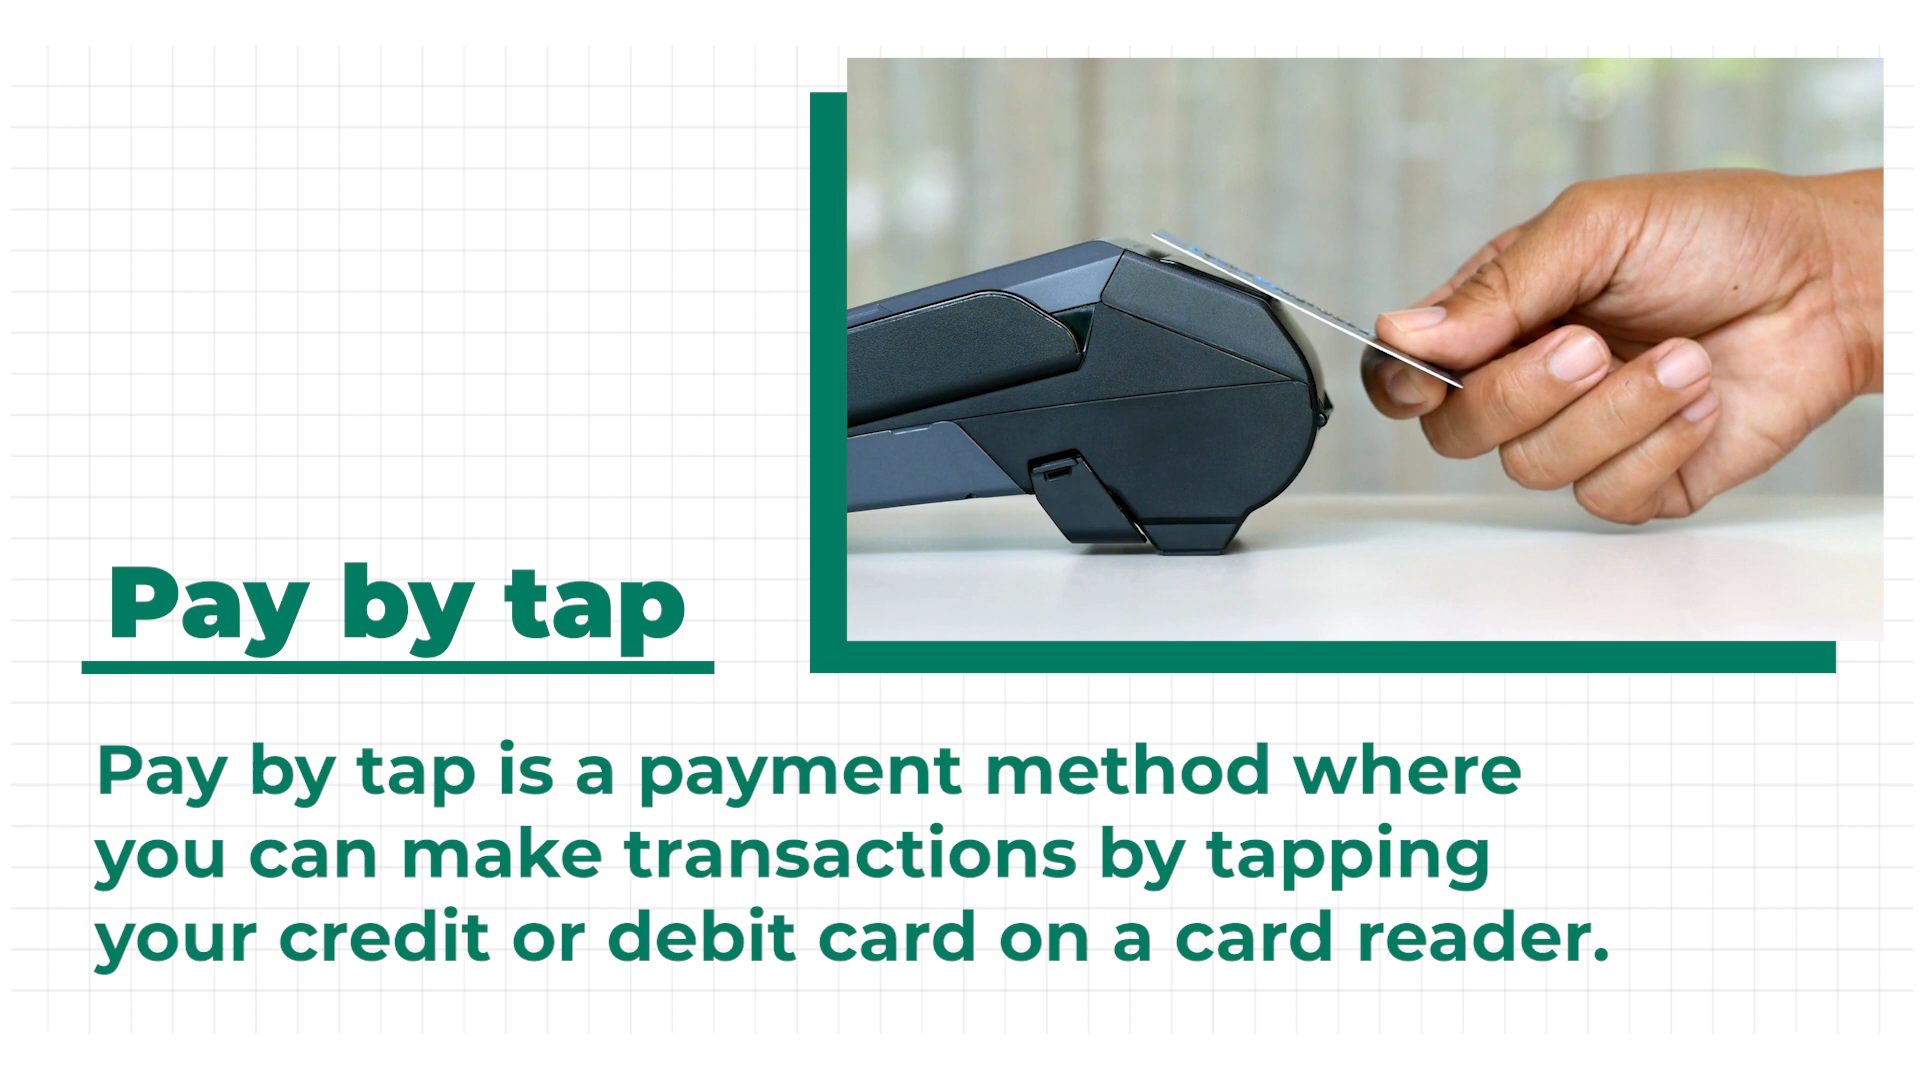 Pay by tap
Pay by tap is a payment method where
you can make transactions by tapping
your credit or debit card on a card reader.